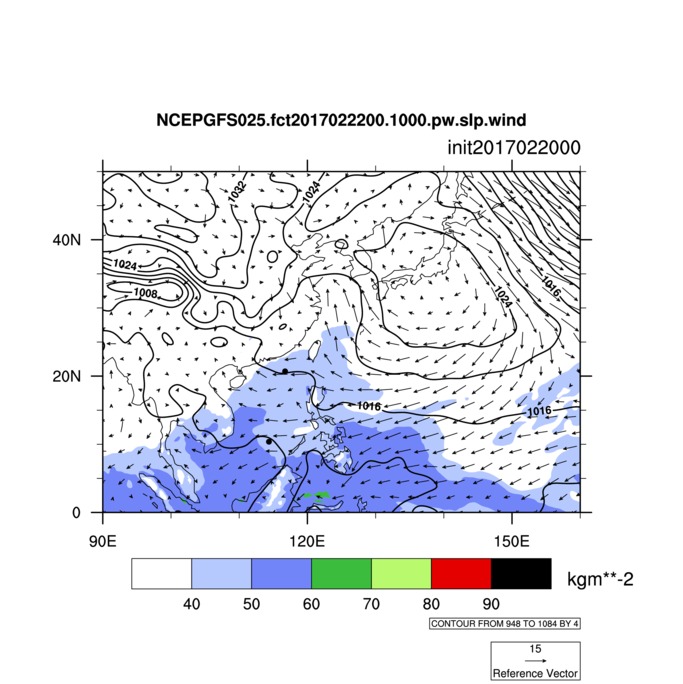 NCEPGFS025.fct2017022200.1000.pw.slp.wind
init2017022000
1032
1024
40N
1024
1008
1024
1016
20N
1016
1016
0
90E 120E 150E
kgm**-2
40 50 60 70 80 90
CONTOUR FROM 948 TO 1084 BY 4
15
Reference Vector